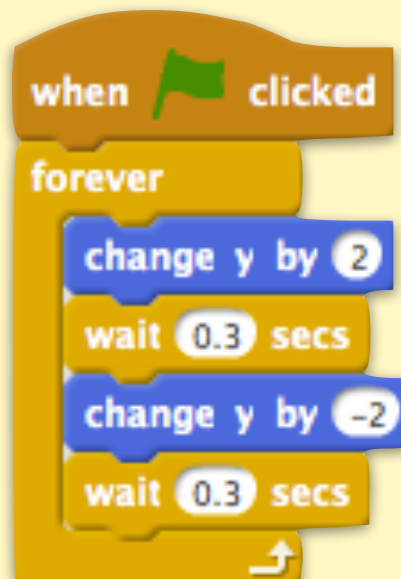 when clicked
forever
change y by 2
wait 0.3 secs
change y by -2
wait 0.3 secs